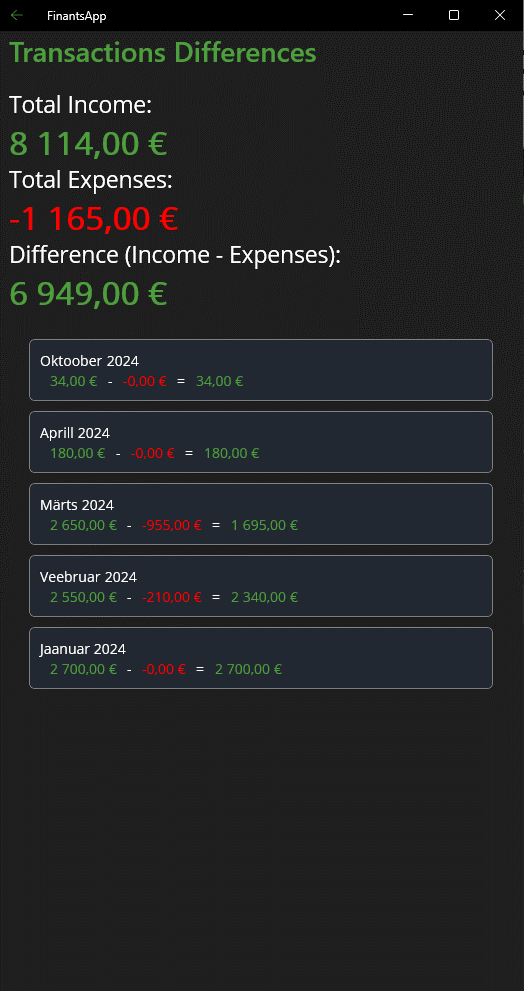 FinantsApp
Transactions Differences
Total Income:
8 114,00 €
Total Expenses:
-1 165,00 €
Difference (Income - Expenses):
6 949,00 €
Oktoober 2024
34,00 € - -0,00 € = 34,00 €
Aprill 2024
180,00 € - -0,00 € = 180,00 €
Märts 2024
2 650,00 € - -955,00 € = 1 695,00 €
Veebruar 2024
2 550,00 € - -210,00 € = 2 340,00 €
Jaanuar 2024
2 700,00 € - -0,00 € = 2 700,00 €